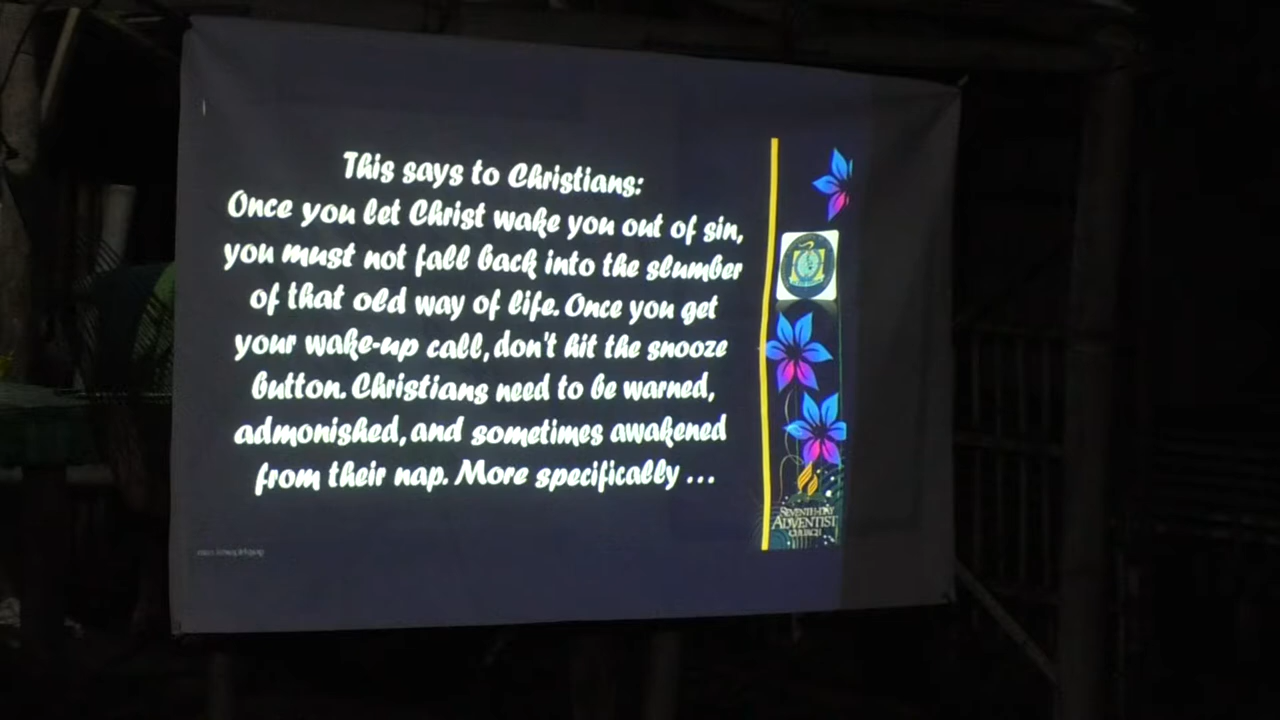 This says to Christians:
Once you let Christ wake you out of sin,
you must not fall back into the slumber
of that old way of life. Once you get
your wake-up call, don't hit the snooze
button. Christians need to be warned,
admonished, and sometimes awakened
from their nap. More specifically ...
SEVENTH-DAY
ADVENTIST
CHURCH